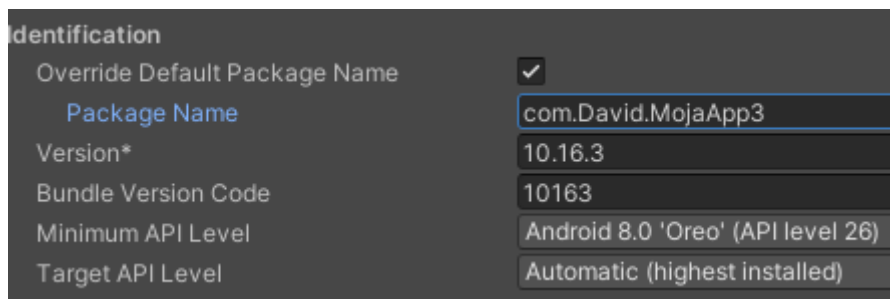 Identification
Override Default Package Name
Package Name com.David.MojaApp3
Version* 10.16.3
Bundle Version Code 10163
Minimum API Level Android 8.0 'Oreo' (API level 26)
Target API Level Automatic (highest installed)